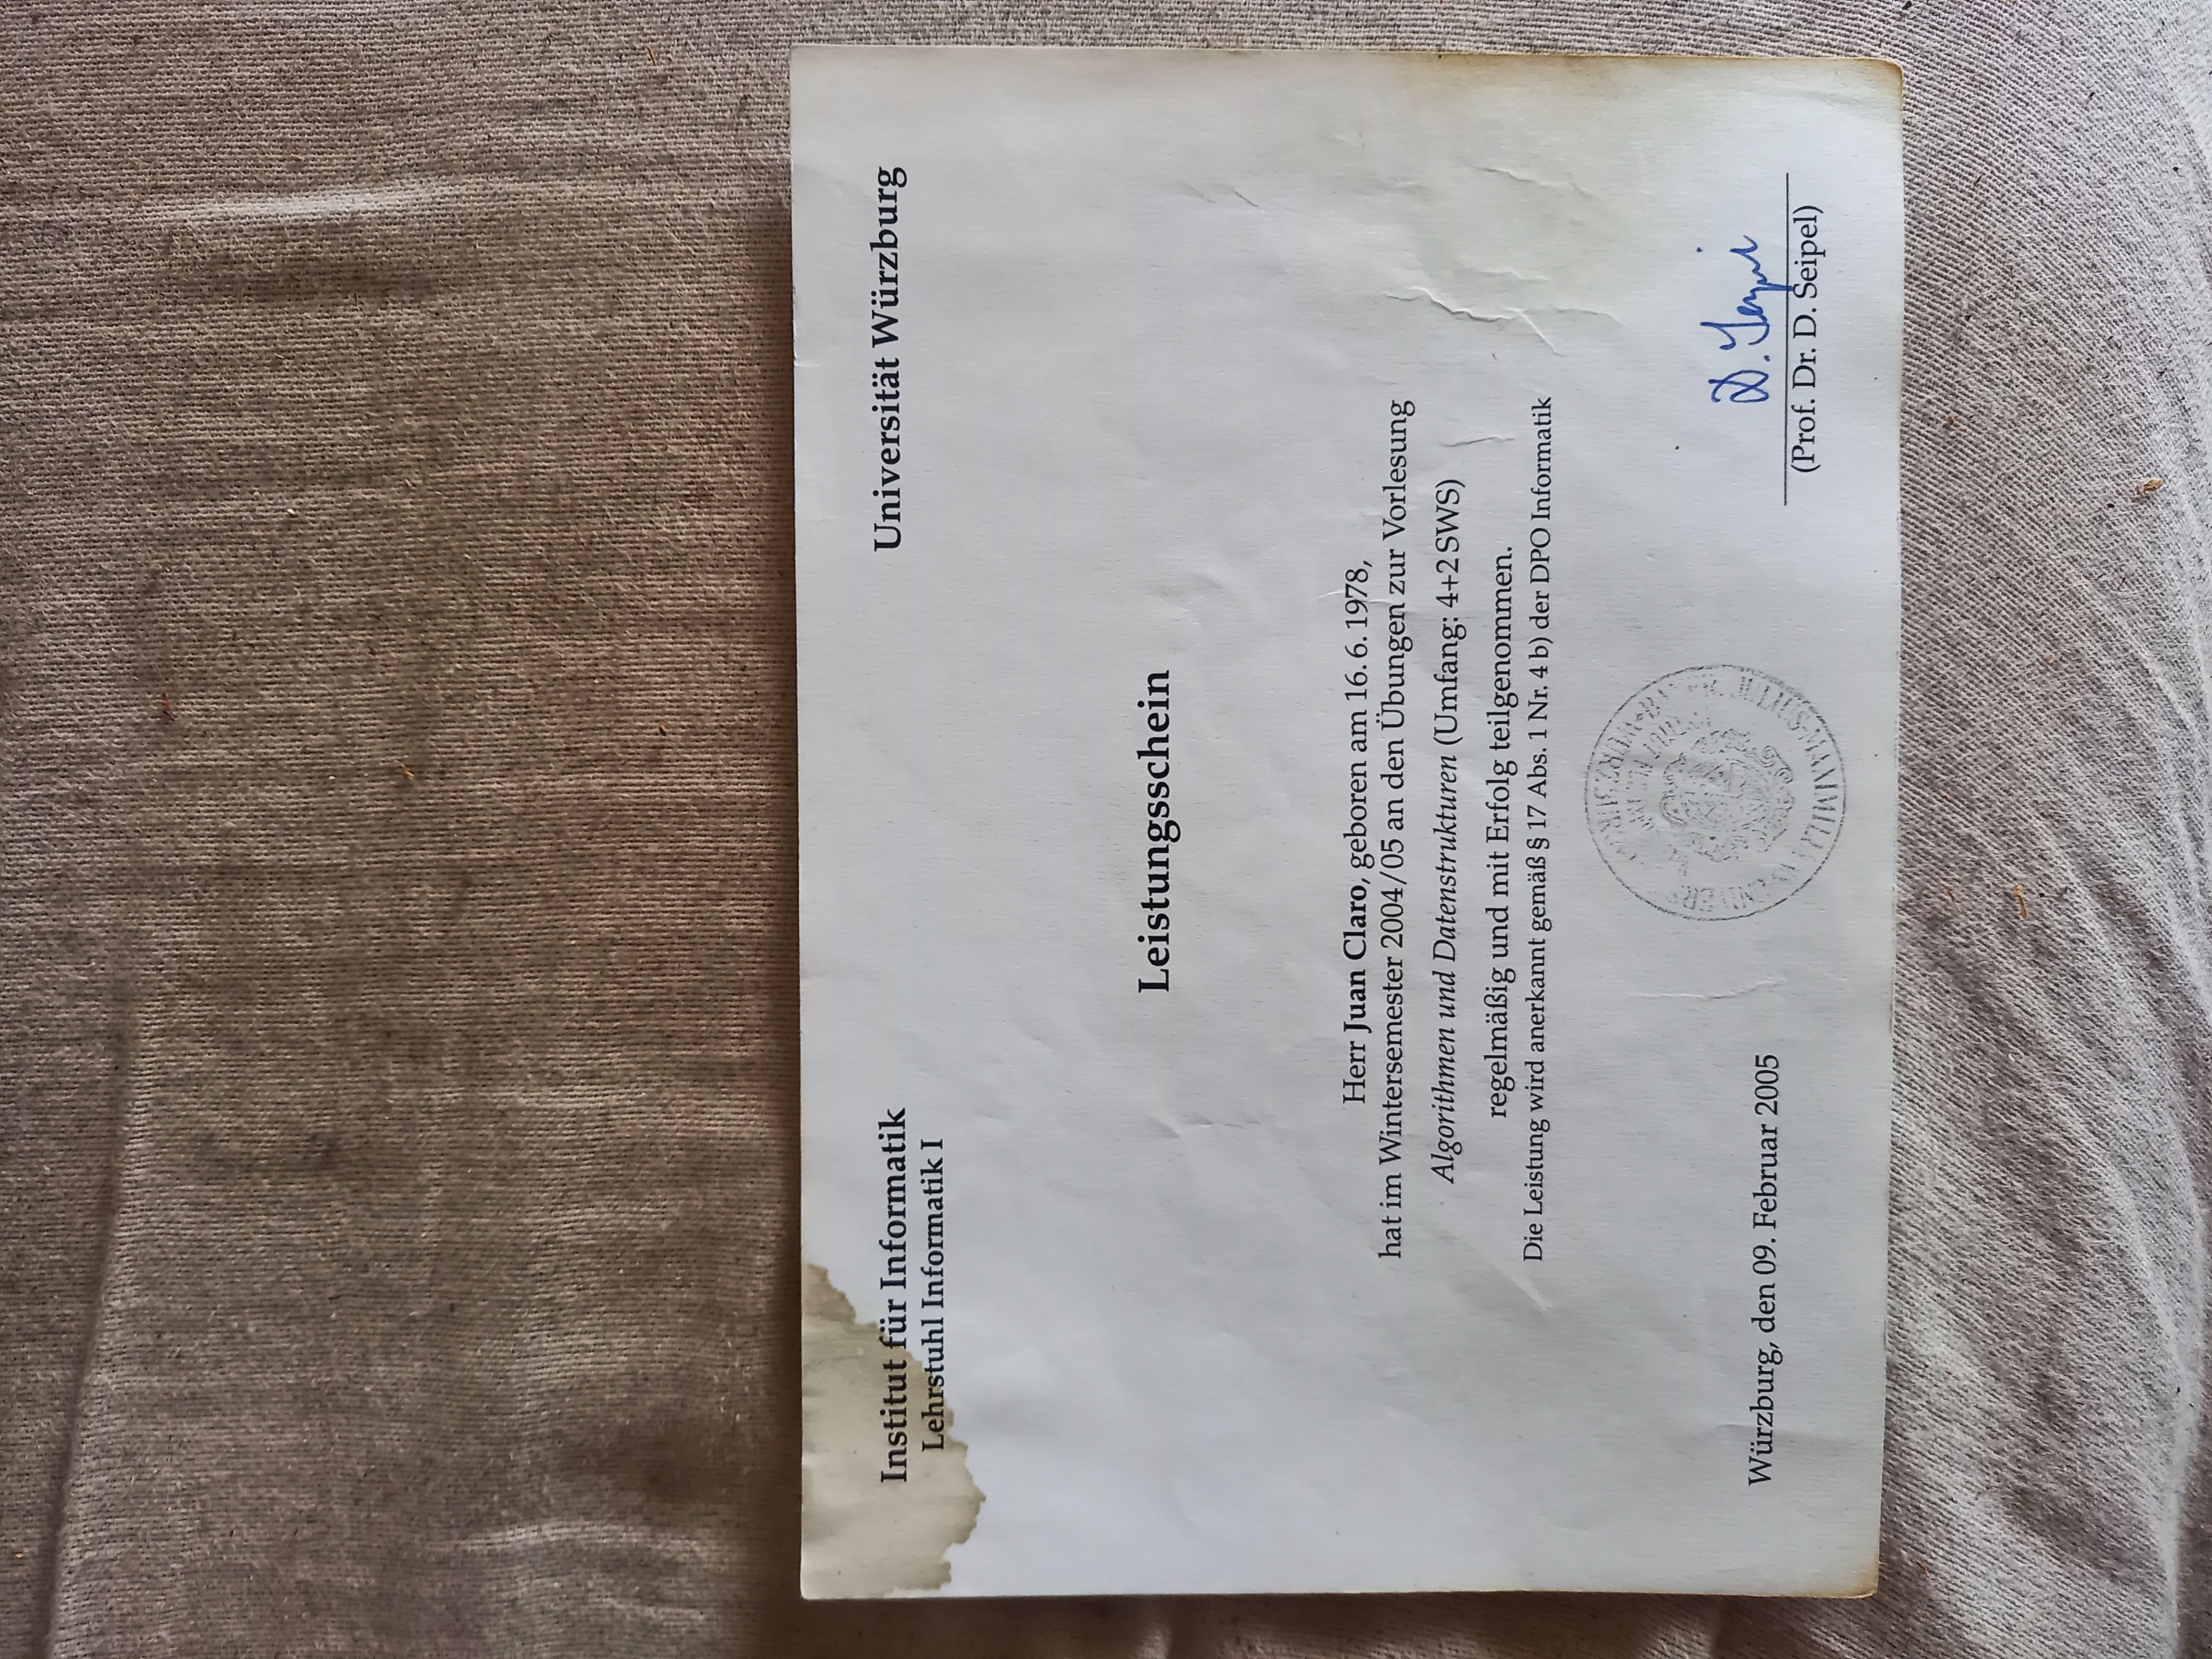 Institut für Informatik
Lehrstuhl Informatik I
Universität Würzburg
Leistungsschein
Herr Juan Claro, geboren am 16. 6. 1978,
hat im Wintersemester 2004/05 an den Übungen zur Vorlesung
Algorithmen und Datenstrukturen (Umfang: 4+2 SWS)
regelmäßig und mit Erfolg teilgenommen.
Die Leistung wird anerkannt gemäß § 17 Abs. 1 Nr. 4 b) der DPO Informatik
Würzburg, den 09. Februar 2005
D. Seipel
(Prof. Dr. D. Seipel)